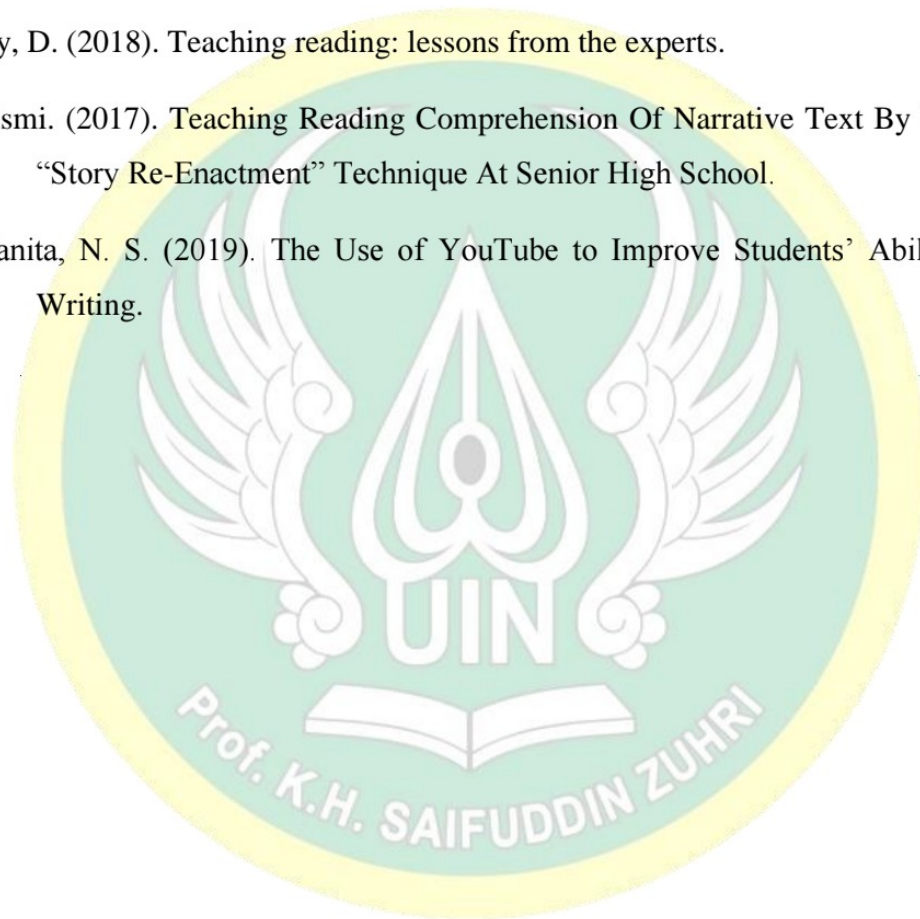 y, D. (2018). Teaching reading: lessons from the experts.
smi. (2017). Teaching Reading Comprehension Of Narrative Text By
“Story Re-Enactment” Technique At Senior High School.
anita, N. S. (2019). The Use of YouTube to Improve Students’ Abil
Writing.
UIN
Prof. K.H. SAIFUDDIN ZUHRI